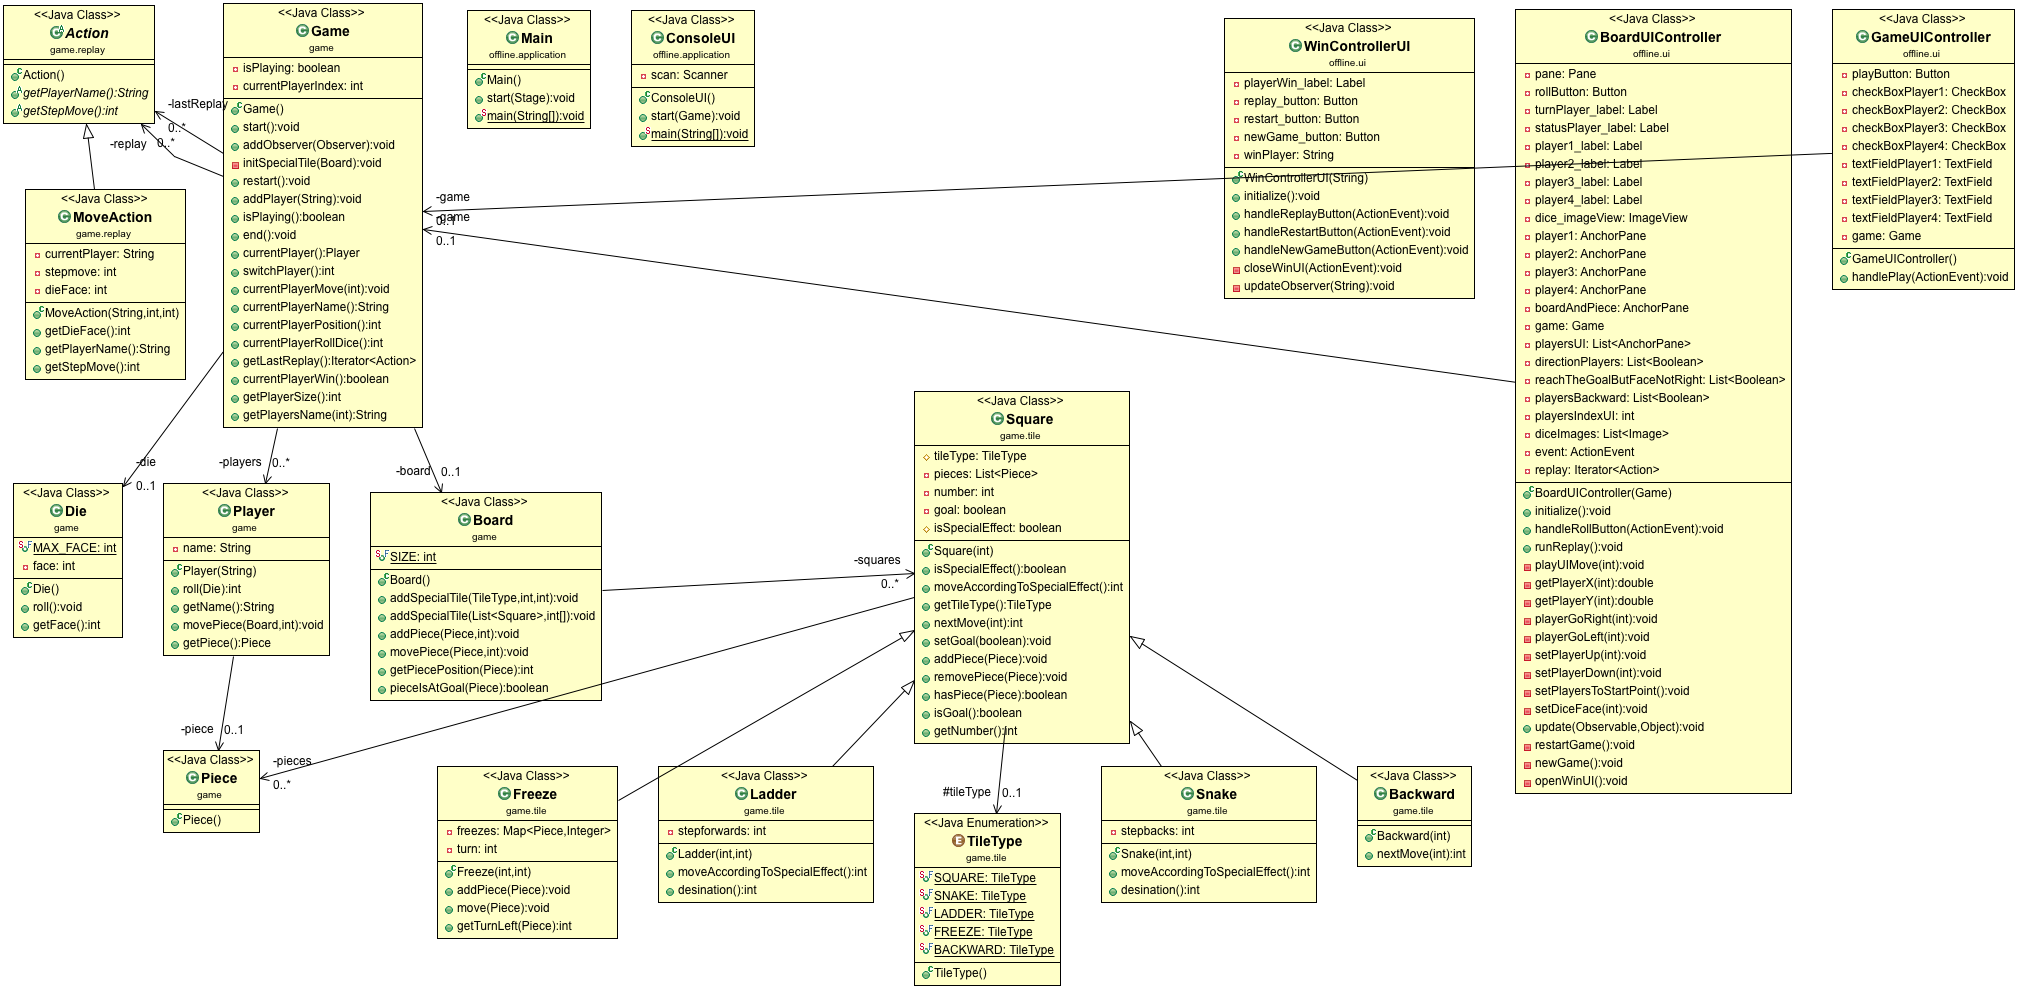 <<Java Class>>
Action
game.replay
Action()
getPlayerName():String
getStepMove():int
<<Java Class>>
Game
game
isPlaying: boolean
currentPlayerIndex: int
Game()
start():void
addObserver(Observer):void
initSpecialTile(Board):void
restart():void
addPlayer(String):void
isPlaying():boolean
end():void
currentPlayer():Player
switchPlayer():int
currentPlayerMove(int):void
currentPlayerName():String
currentPlayerPosition():int
currentPlayerRollDice():int
getLastReplay():Iterator<Action>
currentPlayerWin():boolean
getPlayerSize():int
getPlayersName(int):String
<<Java Class>>
Main
offline.application
Main()
start(Stage):void
main(String[]):void
<<Java Class>>
ConsoleUI
offline.application
scan: Scanner
ConsoleUI()
start(Game):void
main(String[]):void
<<Java Class>>
WinControllerUI
offline.ui
playerWin_label: Label
replay_button: Button
restart_button: Button
newGame_button: Button
winPlayer: String
WinControllerUI(String)
initialize():void
handleReplayButton(ActionEvent):void
handleRestartButton(ActionEvent):void
handleNewGameButton(ActionEvent):void
closeWinUI(ActionEvent):void
updateObserver(String):void
<<Java Class>>
BoardUIController
offline.ui
pane: Pane
rollButton: Button
turnPlayer_label: Label
statusPlayer_label: Label
player1_label: Label
player2_label: Label
player3_label: Label
player4_label: Label
dice_imageView: ImageView
player1: AnchorPane
player2: AnchorPane
player3: AnchorPane
player4: AnchorPane
boardAndPiece: AnchorPane
game: Game
playersUI: List<AnchorPane>
directionPlayers: List<Boolean>
reachTheGoalButFaceNotRight: List<Boolean>
playersBackward: List<Boolean>
playersIndexUI: int
diceImages: List<Image>
event: ActionEvent
replay: Iterator<Action>
BoardUIController(Game)
initialize():void
handleRollButton(ActionEvent):void
runReplay():void
playUIMove(int):void
getPlayerX(int):double
getPlayerY(int):double
playerGoRight(int):void
playerGoLeft(int):void
setPlayerUp(int):void
setPlayerDown(int):void
setPlayersToStartPoint():void
setDiceFace(int):void
update(Observable,Object):void
restartGame():void
newGame():void
openWinUI():void
<<Java Class>>
GameUIController
offline.ui
playButton: Button
checkBoxPlayer1: CheckBox
checkBoxPlayer2: CheckBox
checkBoxPlayer3: CheckBox
checkBoxPlayer4: CheckBox
textFieldPlayer1: TextField
textFieldPlayer2: TextField
textFieldPlayer3: TextField
textFieldPlayer4: TextField
game: Game
GameUIController()
handlePlay(ActionEvent):void
-lastReplay
0..*
-replay
0..*
-game
0..1
-game
0..1
<<Java Class>>
MoveAction
game.replay
currentPlayer: String
stepmove: int
dieFace: int
MoveAction(String,int,int)
getDieFace():int
getPlayerName():String
getStepMove():int
-die
0..1
-players
0..*
-board
0..1
<<Java Class>>
Die
game
MAX_FACE: int
face: int
Die()
roll():void
getFace():int
<<Java Class>>
Player
game
name: String
Player(String)
roll(Die):int
getName():String
movePiece(Board,int):void
getPiece():Piece
<<Java Class>>
Board
game
SIZE: int
Board()
addSpecialTile(TileType,int,int):void
addSpecialTile(List<Square>,int[]):void
addPiece(Piece,int):void
movePiece(Piece,int):void
getPiecePosition(Piece):int
pieceIsAtGoal(Piece):boolean
-squares
0..*
<<Java Class>>
Square
game.tile
tileType: TileType
pieces: List<Piece>
number: int
goal: boolean
isSpecialEffect: boolean
Square(int)
isSpecialEffect():boolean
moveAccordingToSpecialEffect():int
getTileType():TileType
nextMove(int):int
setGoal(boolean):void
addPiece(Piece):void
removePiece(Piece):void
hasPiece(Piece):boolean
isGoal():boolean
getNumber():int
-piece
0..1
-pieces
0..*
<<Java Class>>
Piece
game
Piece()
<<Java Class>>
Freeze
game.tile
freezes: Map<Piece,Integer>
turn: int
Freeze(int,int)
addPiece(Piece):void
move(Piece):void
getTurnLeft(Piece):int
<<Java Class>>
Ladder
game.tile
stepforwards: int
Ladder(int,int)
moveAccordingToSpecialEffect():int
desination():int
#tileType
0..1
<<Java Enumeration>>
TileType
game.tile
SQUARE: TileType
SNAKE: TileType
LADDER: TileType
FREEZE: TileType
BACKWARD: TileType
TileType()
<<Java Class>>
Snake
game.tile
stepbacks: int
Snake(int,int)
moveAccordingToSpecialEffect():int
desination():int
<<Java Class>>
Backward
game.tile
Backward(int)
nextMove(int):int